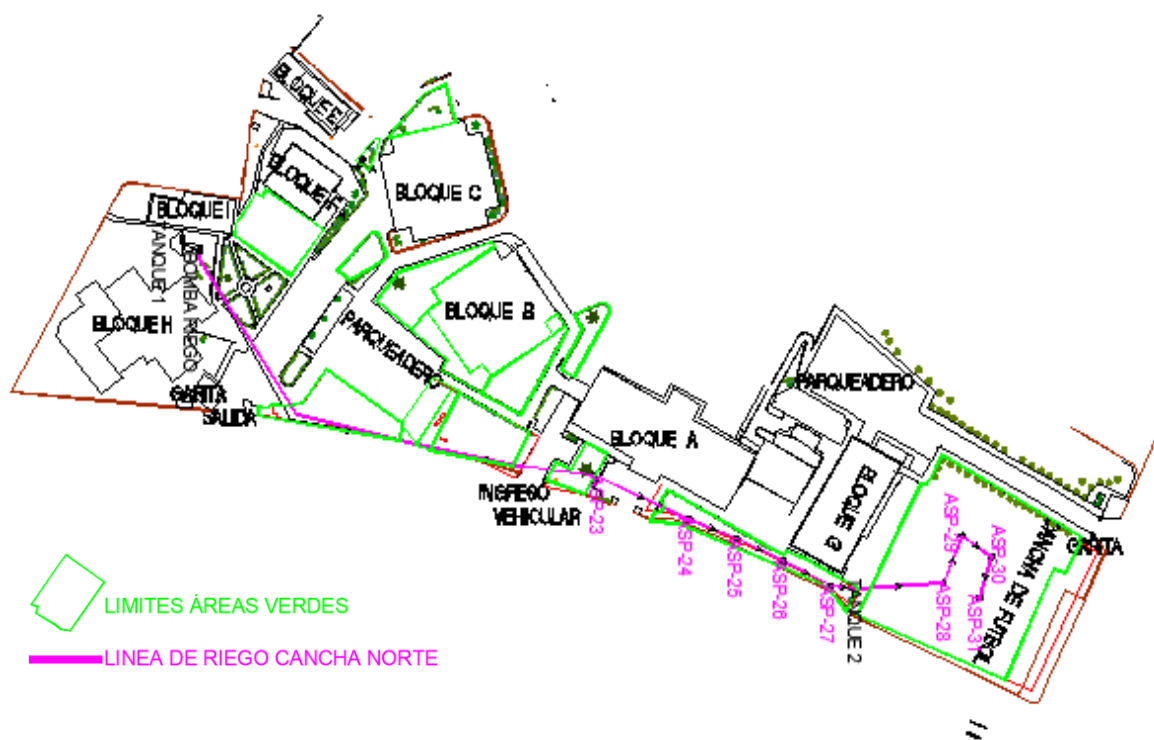 BLOQUE E
BLOQUE F
BLOQUE C
BLOQUE I
TANQUE 1
BOMBA RIEGO
BLOQUE H
BLOQUE B
PARQUEADERO
GARITA
SALIDA
PARQUEADERO
BLOQUE A
BLOQUE G
INGRESO
VEHICULAR
ASP-23
ASP-24
ASP-25
ASP-26
ASP-27
TANQUE 2
ASP-28
ASP-29
ASP-30
ASP-31
CANCHA DE FUTBOL
GARITA
LIMITES ÁREAS VERDES
LINEA DE RIEGO CANCHA NORTE